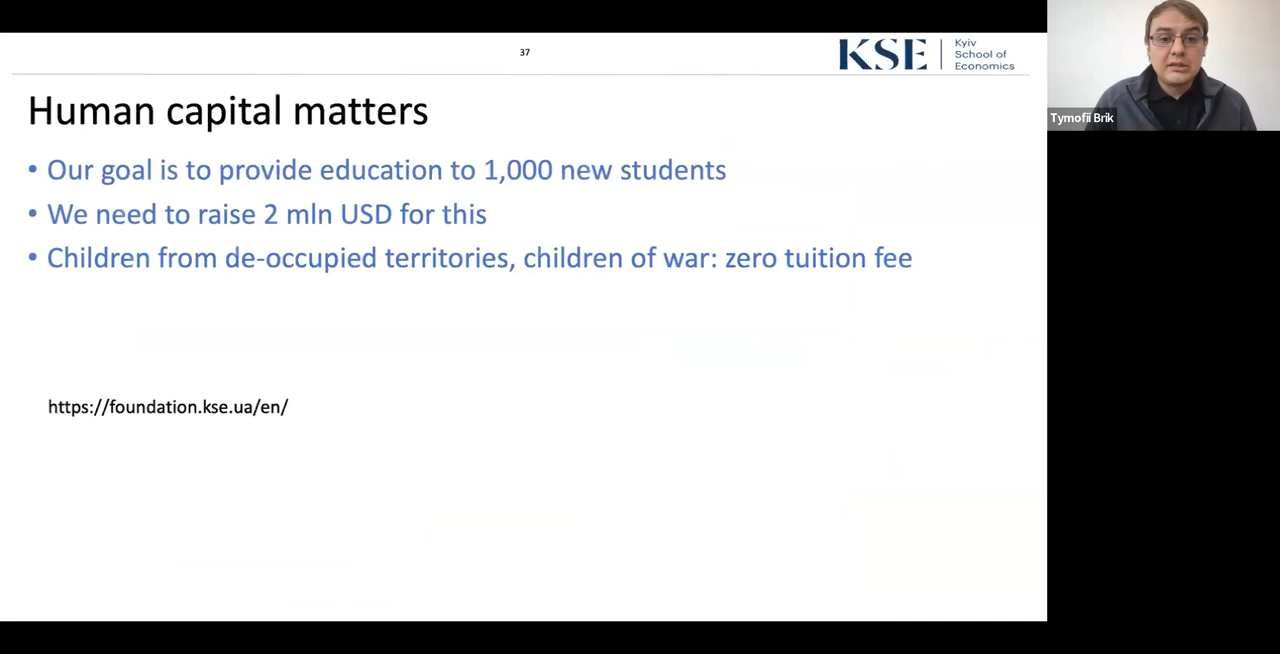 37
KSE
Kyiv
School of
Economics
Tymofii Brik
Human capital matters
• Our goal is to provide education to 1,000 new students
• We need to raise 2 mln USD for this
• Children from de-occupied territories, children of war: zero tuition fee
https://foundation.kse.ua/en/